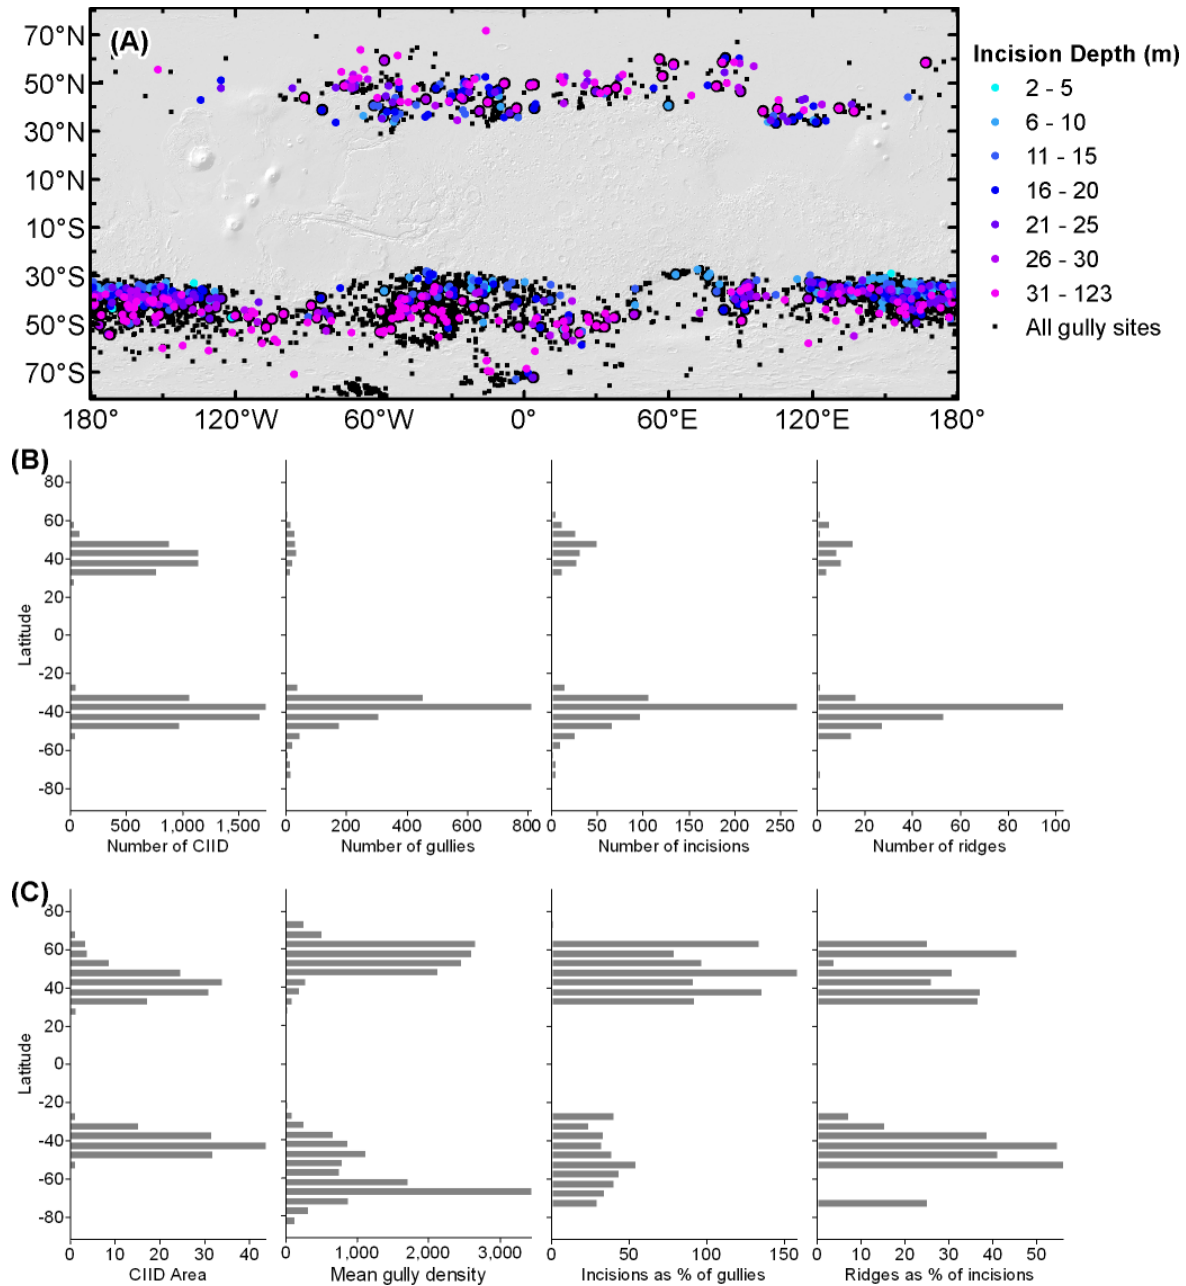 (A)
70°N
50°N
30°N
10°N
10°S
30°S
50°S
70°S
180° 120°W 60°W 0° 60°E 120°E 180°
Incision Depth (m)
2 - 5
6 - 10
11 - 15
16 - 20
21 - 25
26 - 30
31 - 123
All gully sites
(B)
Latitude
80
60
40
20
0
-20
-40
-60
-80
0 500 1,000 1,500
Number of CIID
0 200 400 600 800
Number of gullies
0 50 100 150 200 250
Number of incisions
0 20 40 60 80 100
Number of ridges
(C)
Latitude
80
60
40
20
0
-20
-40
-60
-80
0 10 20 30 40
CIID Area
0 1,000 2,000 3,000
Mean gully density
0 50 100 150
Incisions as % of gullies
0 10 20 30 40 50
Ridges as % of incisions